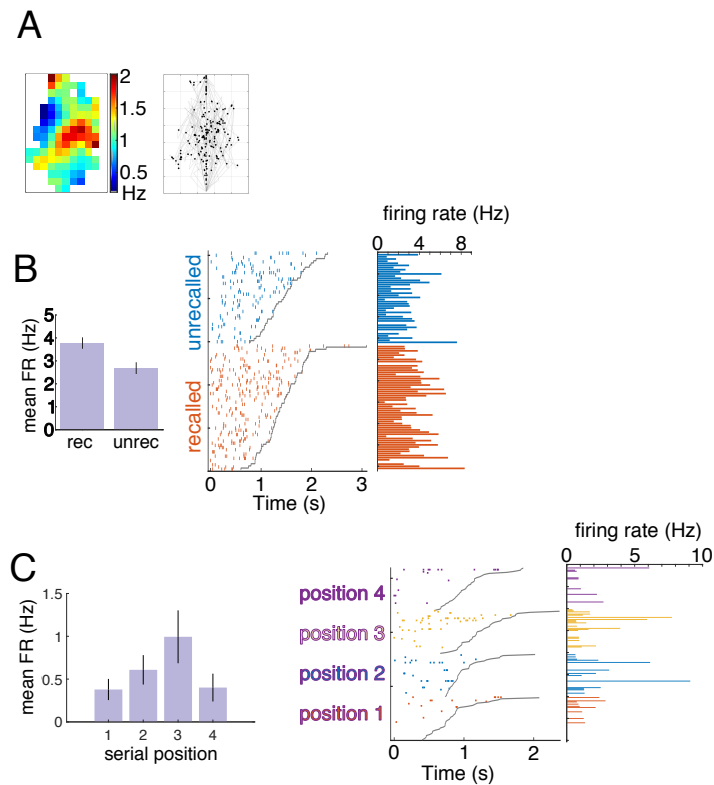 A
2
1.5
1
0.5
Hz
B
5
4
3
2
1
0
mean FR (Hz)
rec unrec
unrecalled
recalled
0 1 2 3
Time (s)
firing rate (Hz)
0 4 8
C
1.5
1
0.5
0
mean FR (Hz)
1 2 3 4
serial position
position 4
position 3
position 2
position 1
0 1 2
Time (s)
firing rate (Hz)
0 5 10